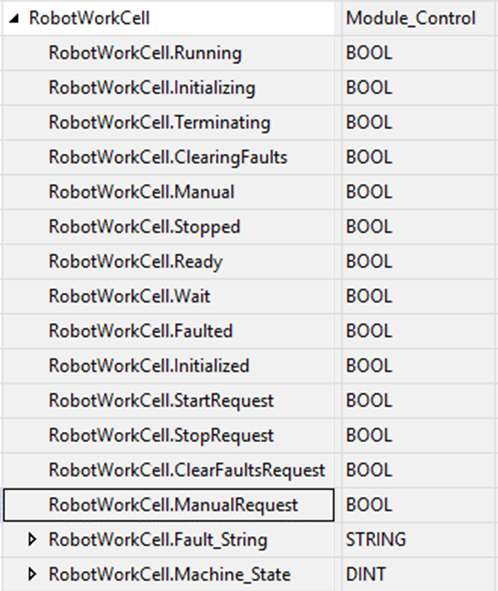 RobotWorkCell Module_Control
RobotWorkCell.Running BOOL
RobotWorkCell.Initializing BOOL
RobotWorkCell.Terminating BOOL
RobotWorkCell.ClearingFaults BOOL
RobotWorkCell.Manual BOOL
RobotWorkCell.Stopped BOOL
RobotWorkCell.Ready BOOL
RobotWorkCell.Wait BOOL
RobotWorkCell.Faulted BOOL
RobotWorkCell.Initialized BOOL
RobotWorkCell.StartRequest BOOL
RobotWorkCell.StopRequest BOOL
RobotWorkCell.ClearFaultsRequest BOOL
RobotWorkCell.ManualRequest BOOL
RobotWorkCell.Fault_String STRING
RobotWorkCell.Machine_State DINT